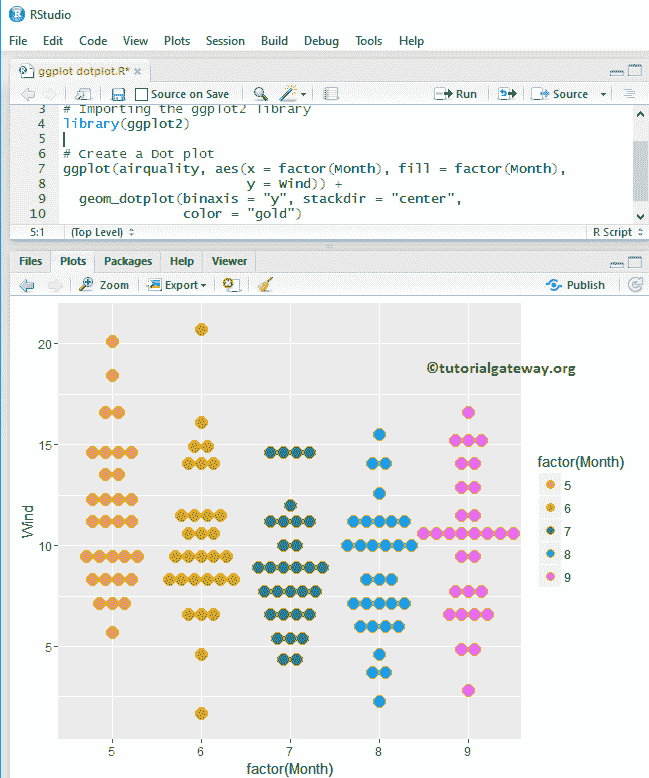 RStudio
File Edit Code View Plots Session Build Debug Tools Help
ggplot dotplot.R* ×
Source on Save Run Source
3 # Importing the ggplot2 library
4 library(ggplot2)
5
6 # Create a Dot plot
7 ggplot(airquality, aes(x = factor(Month), fill = factor(Month),
8 y = Wind)) +
9 geom_dotplot(binaxis = "y", stackdir = "center",
10 color = "gold")
5:1 (Top Level) R Script
Files Plots Packages Help Viewer
Zoom Export Publish
©tutorialgateway.org
20
15
10
5
Wind
5 6 7 8 9
factor(Month)
factor(Month)
5
6
7
8
9